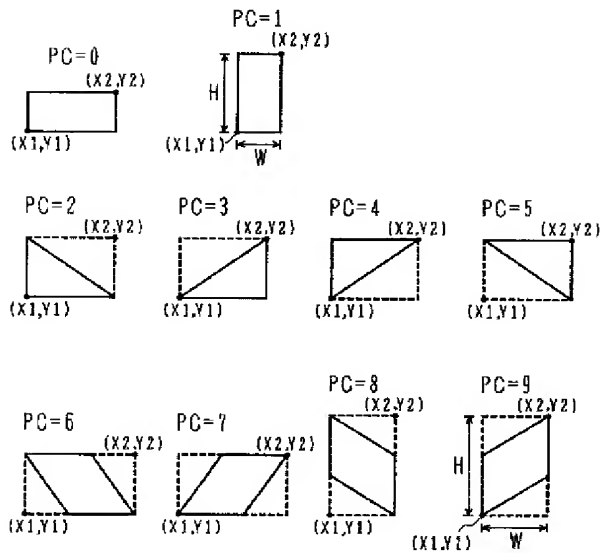 PC=0
(X2,Y2)
(X1,Y1)
PC=1
(X2,Y2)
H
(X1,Y1)
W
PC=2
(X2,Y2)
(X1,Y1)
PC=3
(X2,Y2)
(X1,Y1)
PC=4
(X2,Y2)
(X1,Y1)
PC=5
(X2,Y2)
(X1,Y1)
PC=6
(X2,Y2)
(X1,Y1)
PC=7
(X2,Y2)
(X1,Y1)
PC=8
(X2,Y2)
(X1,Y1)
PC=9
(X2,Y2)
H
(X1,Y1)
W